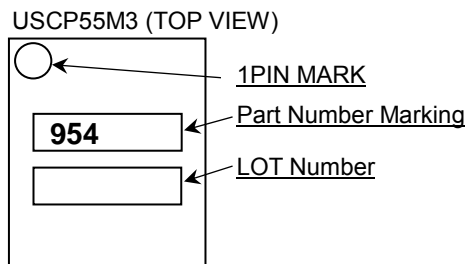 USCP55M3 (TOP VIEW)
1PIN MARK
Part Number Marking
954
LOT Number